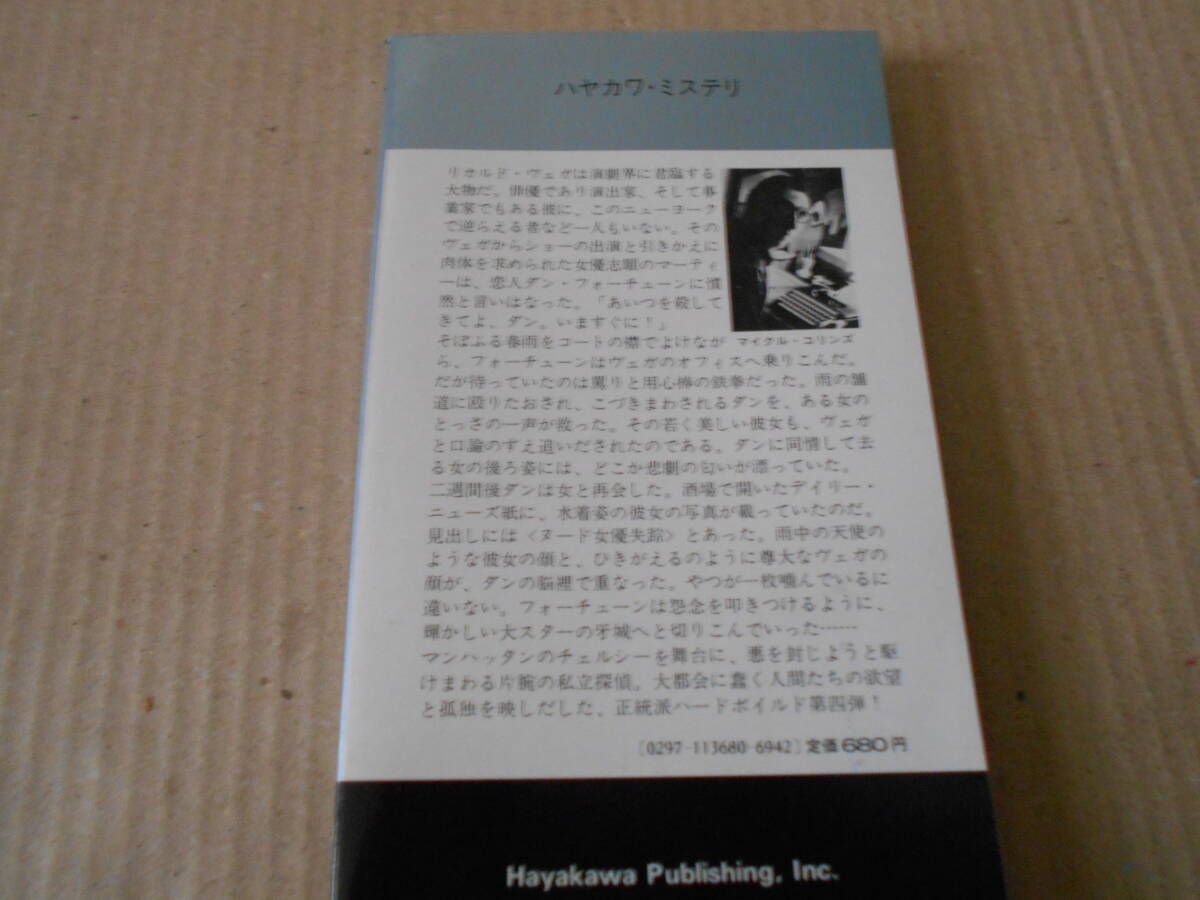 ハヤカワ・ミステリ
リカルド・ヴェガは演劇界に君臨する
大物だ。俳優であり演出家、そして事
業家でもある彼に、このニューヨーク
で逆らえる者など一人もいない。その
ヴェガからショーの出演と引きかえに
肉体を求められた女優志願のマーティ
ーは、恋人ダン・フォーチューンに憤
然と言いはなった。「あいつを殺して
きてよ、ダン。いますぐに！」
マイクル・コリンズ
そぼふる春雨をコートの襟でよけなが
ら、フォーチューンはヴェガのオフィスへ乗りこんだ。
だが待っていたのは罵りと用心棒の鉄拳だった。雨の舗
道に殴りたおされ、こづきまわされるダンを、ある女の
とっさの一声が救った。その若く美しい彼女も、ヴェガ
と口論のすえ追いだされたのである。ダンに同情して去
る女の後ろ姿には、どこか悲劇の匂いが漂っていた。
二週間後ダンは女と再会した。酒場で開いたデイリー・
ニューズ紙に、水着姿の彼女の写真が載っていたのだ。
見出しには〈ヌード女優失踪〉とあった。雨中の天使の
ような彼女の顔と、ひきがえるのように尊大なヴェガの
顔が、ダンの脳裡で重なった。やつが一枚噛んでいるに
違いない。フォーチューンは怨念を叩きつけるように、
輝かしい大スターの牙城へと切りこんでいった……
マンハッタンのチェルシーを舞台に、悪を封じようと駆
けまわる片腕の私立探偵。大都会に蠢く人間たちの欲望
と孤独を映しだした、正統派ハードボイルド第四弾！
〔0297-113680-6942〕定価680円
Hayakawa Publishing, Inc.